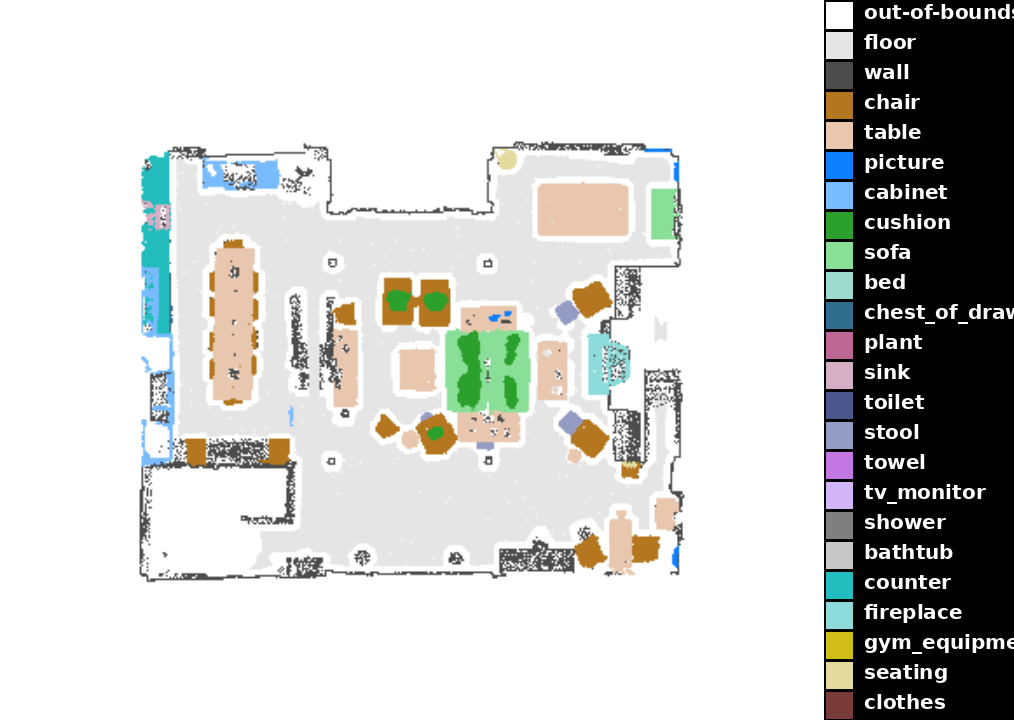 out-of-bounds
floor
wall
chair
table
picture
cabinet
cushion
sofa
bed
chest_of_draw
plant
sink
toilet
stool
towel
tv_monitor
shower
bathtub
counter
fireplace
gym_equipme
seating
clothes